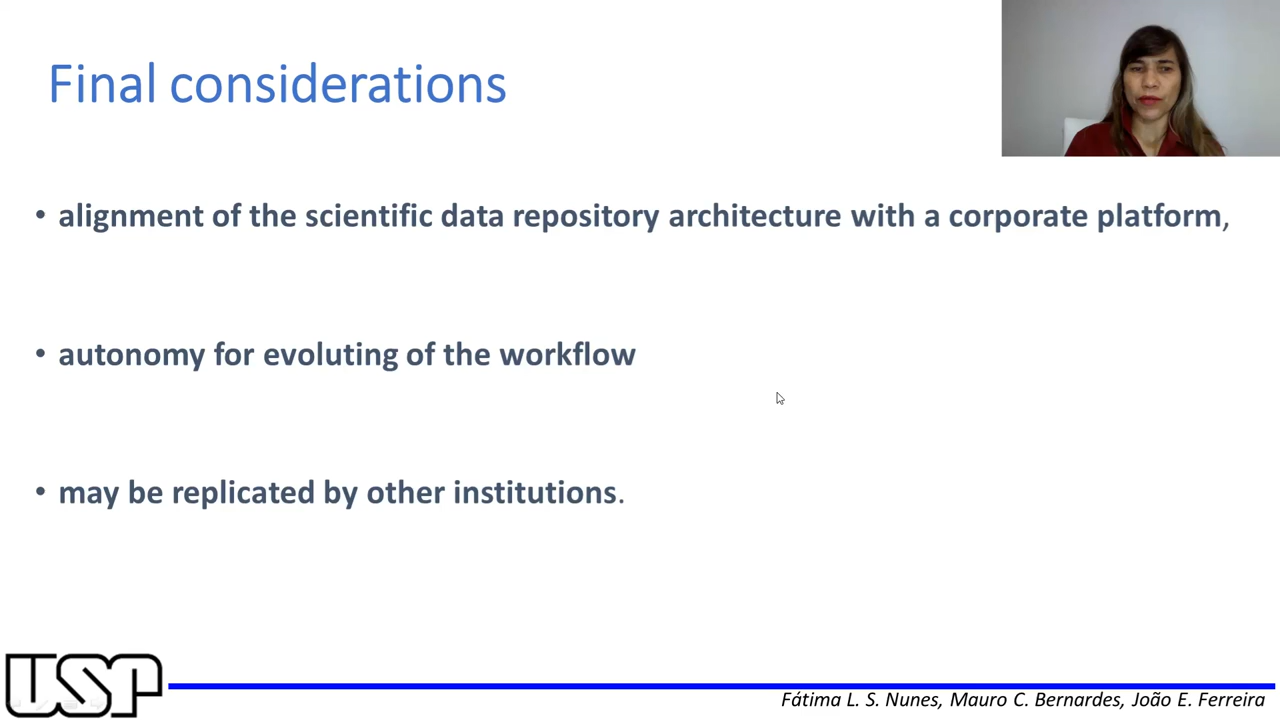 Final considerations
• alignment of the scientific data repository architecture with a corporate platform,
• autonomy for evoluting of the workflow
• may be replicated by other institutions.
USP
Fátima L. S. Nunes, Mauro C. Bernardes, João E. Ferreira